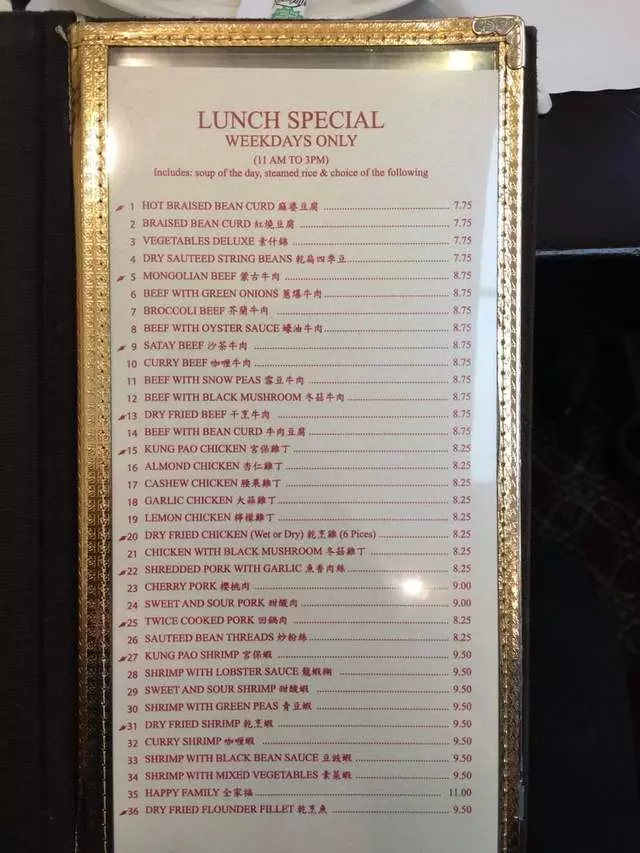 LUNCH SPECIAL
WEEKDAYS ONLY
(11 AM TO 3PM)
Includes: soup of the day, steamed rice & choice of the following
1 HOT BRAISED BEAN CURD 麻婆豆腐 7.75
2 BRAISED BEAN CURD 紅燒豆腐 7.75
3 VEGETABLES DELUXE 素什錦 7.75
4 DRY SAUTEED STRING BEANS 乾扁四季豆 7.75
5 MONGOLIAN BEEF 蒙古牛肉 8.75
6 BEEF WITH GREEN ONIONS 蔥爆牛肉 8.75
7 BROCCOLI BEEF 芥蘭牛肉 8.75
8 BEEF WITH OYSTER SAUCE 蠔油牛肉 8.75
9 SATAY BEEF 沙茶牛肉 8.75
10 CURRY BEEF 咖喱牛肉 8.75
11 BEEF WITH SNOW PEAS 雪豆牛肉 8.75
12 BEEF WITH BLACK MUSHROOM 冬菇牛肉 8.75
13 DRY FRIED BEEF 干烹牛肉 8.75
14 BEEF WITH BEAN CURD 牛肉豆腐 8.75
15 KUNG PAO CHICKEN 宮保雞丁 8.25
16 ALMOND CHICKEN 杏仁雞丁 8.25
17 CASHEW CHICKEN 腰果雞丁 8.25
18 GARLIC CHICKEN 大蒜雞丁 8.25
19 LEMON CHICKEN 檸檬雞丁 8.25
20 DRY FRIED CHICKEN (Wet or Dry) 乾烹雞 (6 Pices) 8.25
21 CHICKEN WITH BLACK MUSHROOM 冬菇雞丁 8.25
22 SHREDDED PORK WITH GARLIC 魚香肉絲 8.25
23 CHERRY PORK 櫻桃肉 9.00
24 SWEET AND SOUR PORK 甜酸肉 9.00
25 TWICE COOKED PORK 回鍋肉 8.25
26 SAUTEED BEAN THREADS 炒粉絲 8.25
27 KUNG PAO SHRIMP 宮保蝦 9.50
28 SHRIMP WITH LOBSTER SAUCE 龍蝦糊 9.50
29 SWEET AND SOUR SHRIMP 甜酸蝦 9.50
30 SHRIMP WITH GREEN PEAS 青豆蝦 9.50
31 DRY FRIED SHRIMP 乾烹蝦 9.50
32 CURRY SHRIMP 咖喱蝦 9.50
33 SHRIMP WITH BLACK BEAN SAUCE 豆豉蝦 9.50
34 SHRIMP WITH MIXED VEGETABLES 素菜蝦 9.50
35 HAPPY FAMILY 全家福 11.00
36 DRY FRIED FLOUNDER FILLET 乾烹魚 9.50